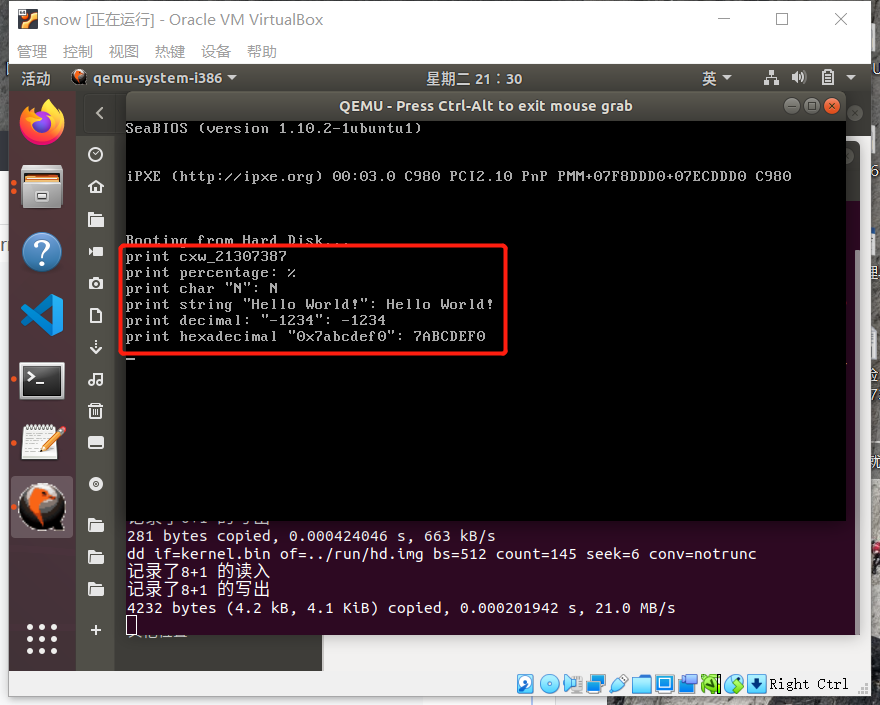 snow [正在运行] - Oracle VM VirtualBox
管理 控制 视图 热键 设备 帮助
活动 qemu-system-i386 星期二 21：30 英
QEMU - Press Ctrl-Alt to exit mouse grab
SeaBIOS (version 1.10.2-1ubuntu1)
iPXE (http://ipxe.org) 00:03.0 C980 PCI2.10 PnP PMM+07F8DDD0+07ECDDD0 C980
Booting from Hard Disk...
print cxw_21307387
print percentage: %
print char "N": N
print string "Hello World!": Hello World!
print decimal: "-1234": -1234
print hexadecimal "0x7abcdef0": 7ABCDEF0
281 bytes copied, 0.000424046 s, 663 kB/s
dd if=kernel.bin of=../run/hd.img bs=512 count=145 seek=6 conv=notrunc
记录了8+1 的读入
记录了8+1 的写出
4232 bytes (4.2 kB, 4.1 KiB) copied, 0.000201942 s, 21.0 MB/s
Right Ctrl